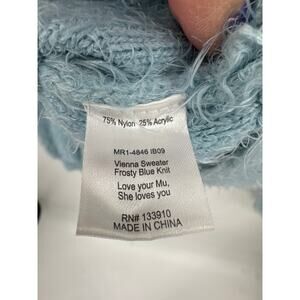 75% Nylon 25% Acrylic
MR1-4846 IB09
Vienna Sweater
Frosty Blue Knit
Love your Mu,
She loves you
RN# 133910
MADE IN CHINA